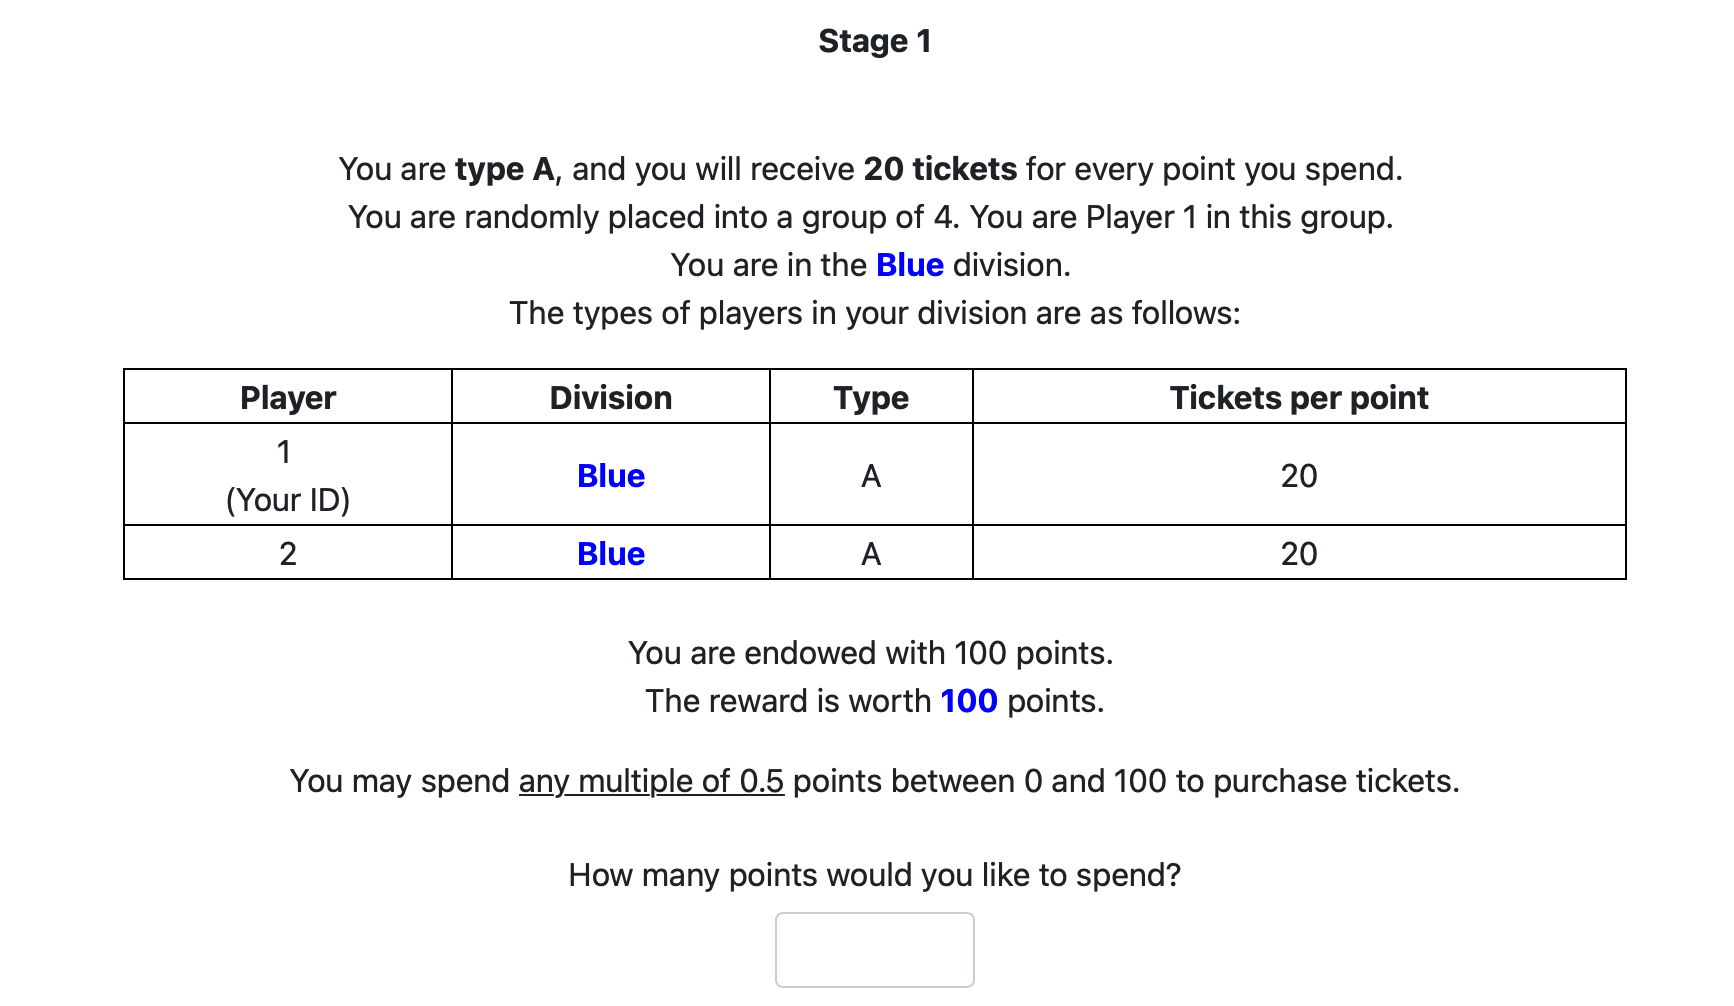 Stage 1
You are type A, and you will receive 20 tickets for every point you spend.
You are randomly placed into a group of 4. You are Player 1 in this group.
You are in the Blue division.
The types of players in your division are as follows:
Player Division Type Tickets per point
1
(Your ID) Blue A 20
2 Blue A 20
You are endowed with 100 points.
The reward is worth 100 points.
You may spend any multiple of 0.5 points between 0 and 100 to purchase tickets.
How many points would you like to spend?